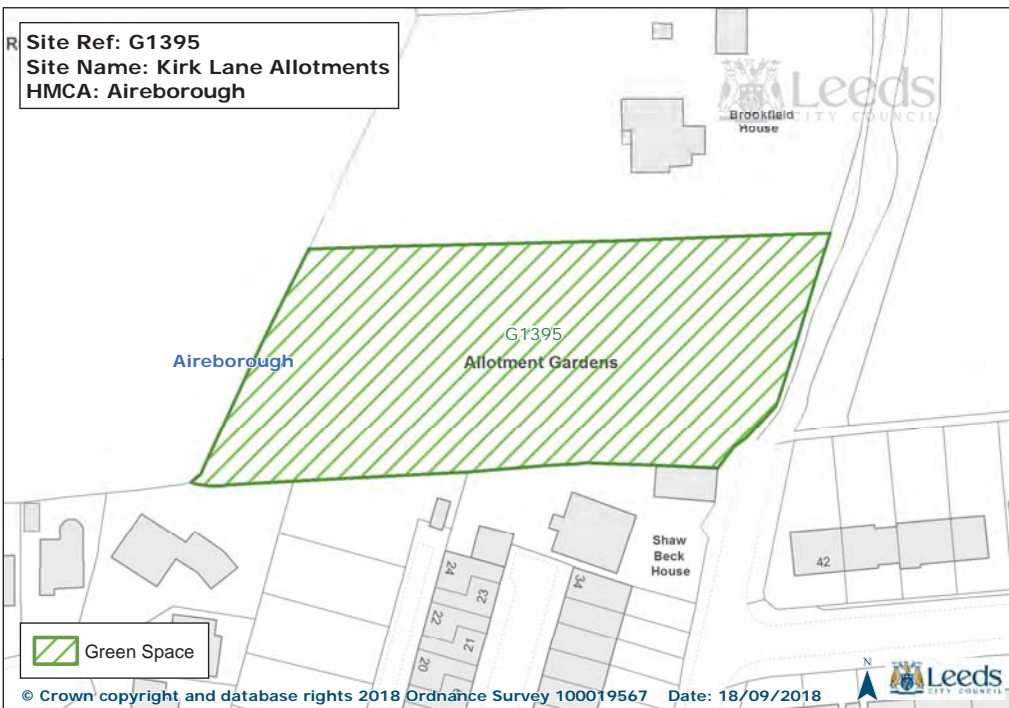 R
Site Ref: G1395
Site Name: Kirk Lane Allotments
HMCA: Aireborough
Leeds
CITY COUNCIL
Brookfield
House
G1395
Aireborough
Allotment Gardens
Shaw
Beck
House
42
34
24
23
22
21
20
Green Space
© Crown copyright and database rights 2018 Ordnance Survey 100019567 Date: 18/09/2018
N
Leeds
CITY COUNCIL